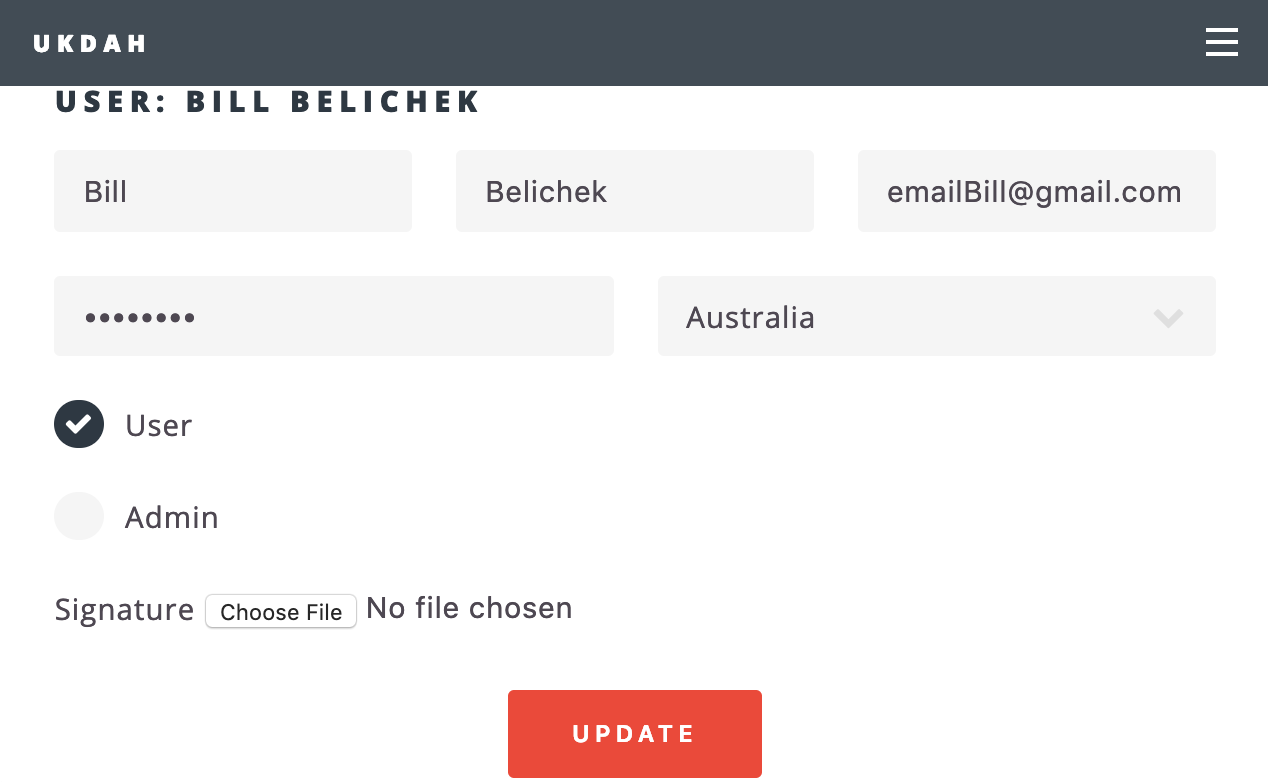 UKDAH
USER: BILL BELICHEK
Bill Belichek emailBill@gmail.com
•••••••• Australia
User
Admin
Signature Choose File No file chosen
UPDATE